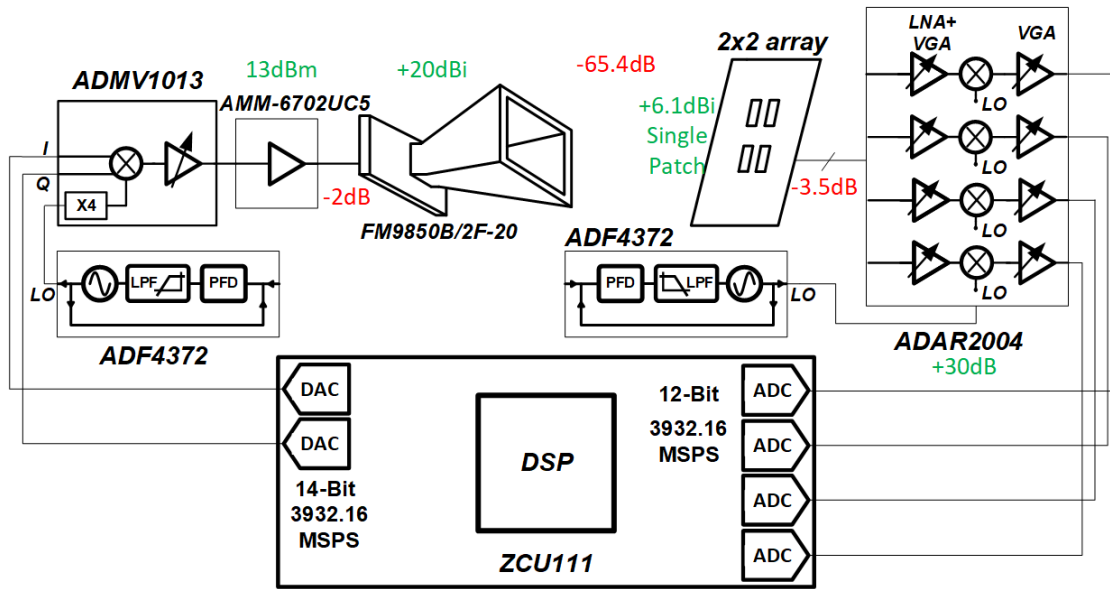 ADMV1013
I
Q
X4
13dBm
AMM-6702UC5
-2dB
+20dBi
FM9850B/2F-20
-65.4dB
2x2 array
+6.1dBi
Single
Patch
-3.5dB
LNA+
VGA
VGA
LO
LO
LO
LO
ADAR2004
+30dB
LO
LPF
PFD
ADF4372
ADF4372
PFD
LPF
LO
DAC
DAC
14-Bit
3932.16
MSPS
DSP
12-Bit
3932.16
MSPS
ADC
ADC
ADC
ADC
ZCU111